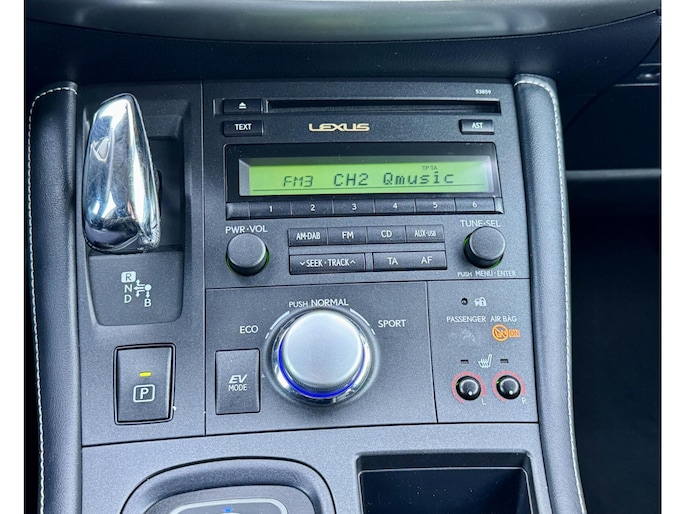 53859
TEXT
LEXUS
AST
TP TA
FM3 CH2 Qmusic
1 2 3 4 5 6
PWR·VOL
TUNE·SEL
AM·DAB FM CD AUX·USB
SEEK·TRACK TA AF
PUSH MENU·ENTER
R
N
D B
PUSH NORMAL
ECO SPORT
PASSENGER AIR BAG
ON
EV
MODE
P
L R